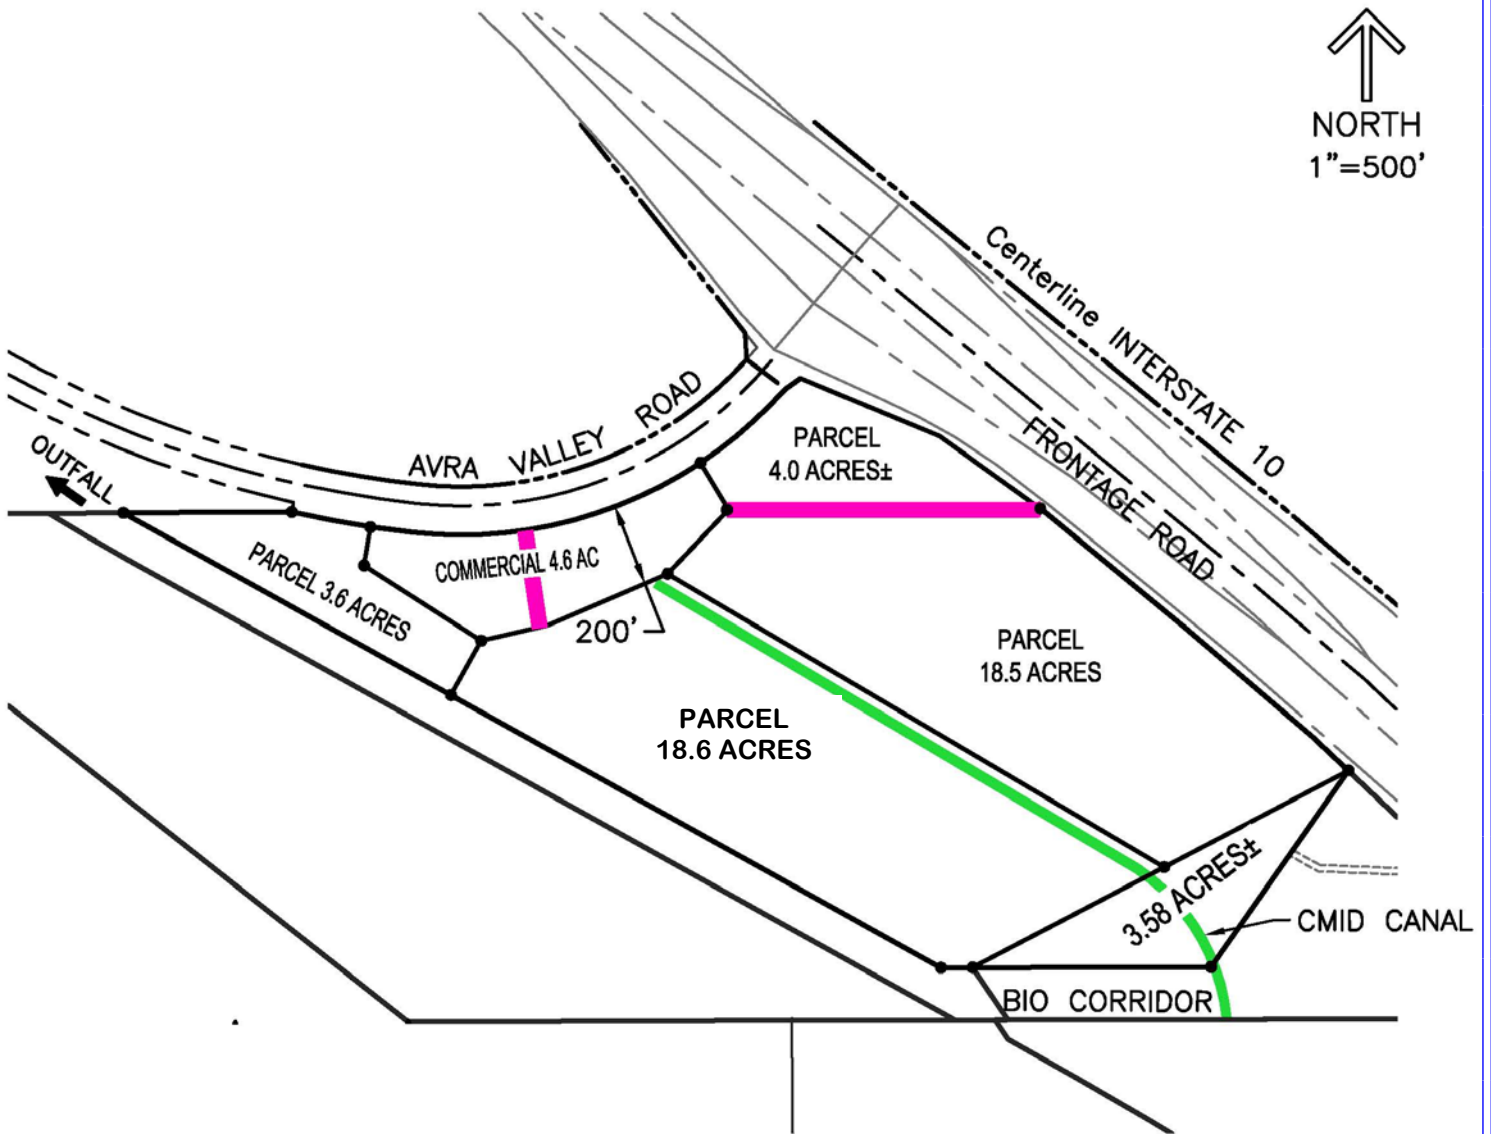 NORTH
1"=500'
Centerline INTERSTATE 10
FRONTAGE ROAD
AVRA VALLEY ROAD
OUTFALL
PARCEL
4.0 ACRES±
COMMERCIAL 4.6 AC
PARCEL 3.6 ACRES
200'
PARCEL
18.5 ACRES
PARCEL
18.6 ACRES
3.58 ACRES±
CMID CANAL
BIO CORRIDOR